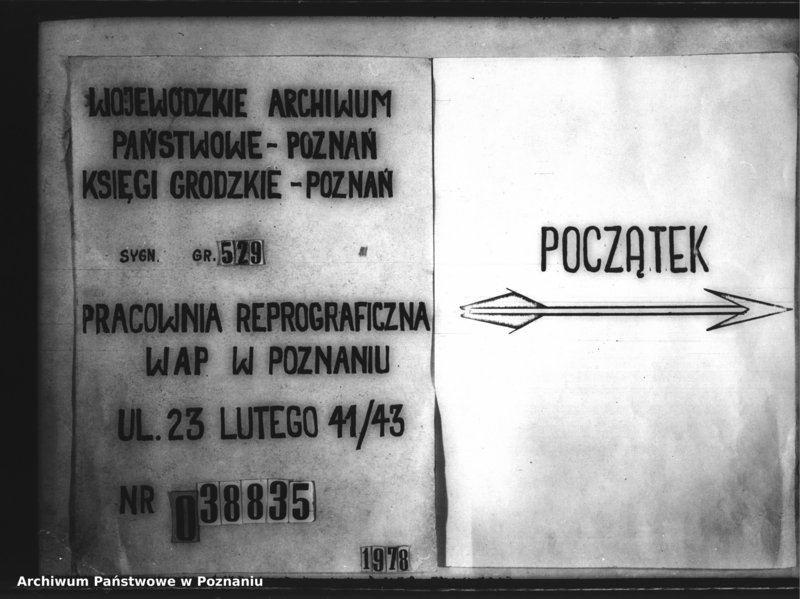 WOJEWÓDZKIE ARCHIWUM
PAŃSTWOWE - POZNAŃ
KSIĘGI GRODZKIE - POZNAŃ
SYGN. GR. 529
PRACOWNIA REPROGRAFICZNA
WAP W POZNANIU
UL. 23 LUTEGO 41/43
NR 038835
1978
POCZĄTEK
Archiwum Państwowe w Poznaniu